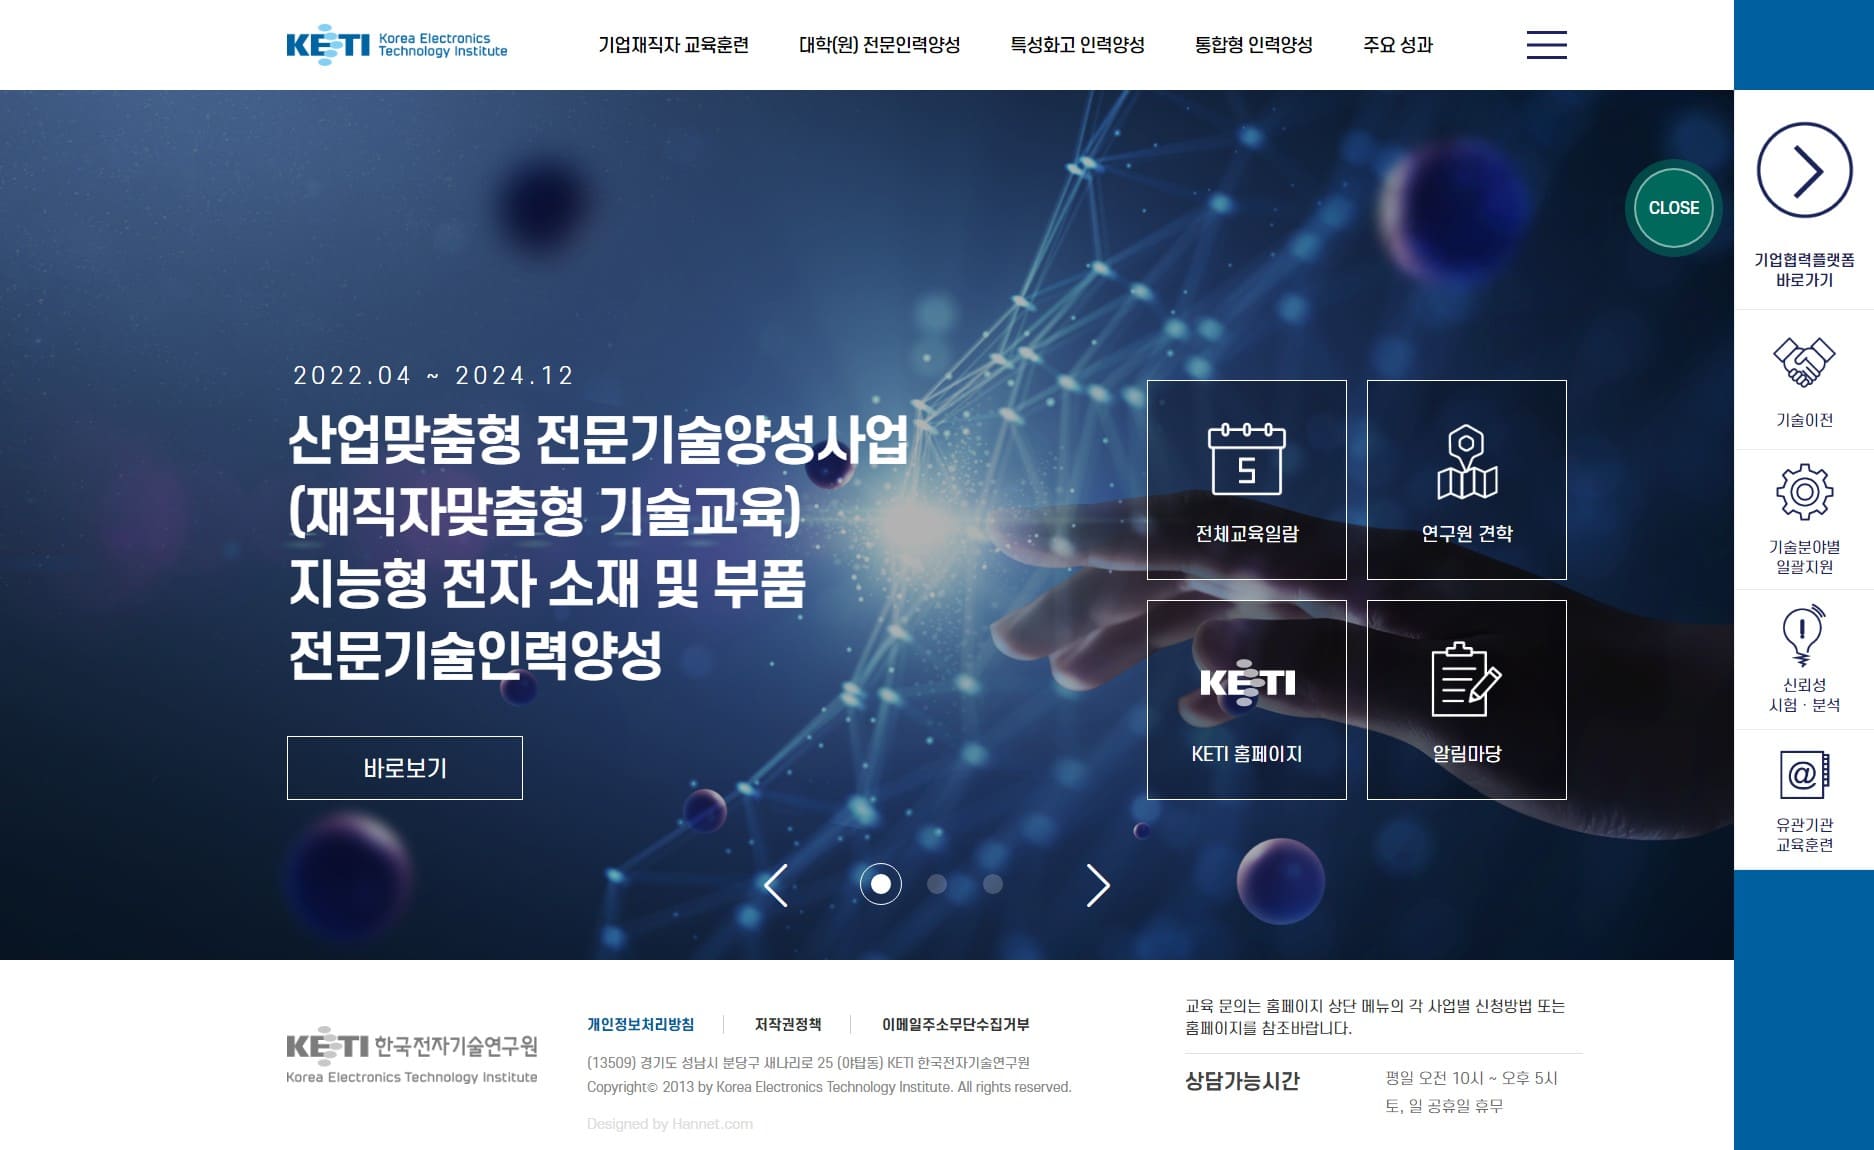 KETI Korea Electronics
Technology Institute
기업재직자 교육훈련
대학(원) 전문인력양성
특성화고 인력양성
통합형 인력양성
주요 성과
CLOSE
2022.04 ~ 2024.12
산업맞춤형 전문기술양성사업
(재직자맞춤형 기술교육)
지능형 전자 소재 및 부품
전문기술인력양성
바로보기
5
전체교육일람
연구원 견학
KETI
KETI 홈페이지
알림마당
기업협력플랫폼
바로가기
기술이전
기술분야별
일괄지원
신뢰성
시험 · 분석
@
유관기관
교육훈련
KETI 한국전자기술연구원
Korea Electronics Technology Institute
개인정보처리방침
저작권정책
이메일주소무단수집거부
(13509) 경기도 성남시 분당구 새나리로 25 (야탑동) KETI 한국전자기술연구원
Copyright© 2013 by Korea Electronics Technology Institute. All rights reserved.
Designed by Hannet.com
교육 문의는 홈페이지 상단 메뉴의 각 사업별 신청방법 또는
홈페이지를 참조바랍니다.
상담가능시간
평일 오전 10시 ~ 오후 5시
토, 일 공휴일 휴무